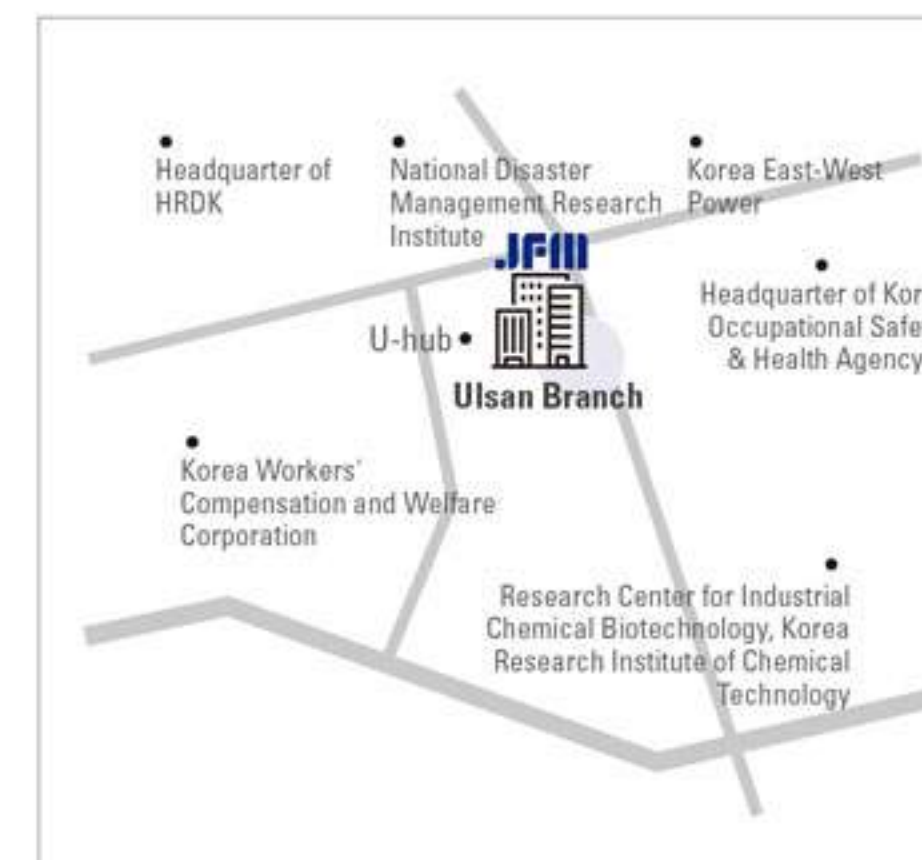 Headquarter of
HRDK
National Disaster
Management Research
Institute
Korea East-West
Power
JFM
Headquarter of Kor
Occupational Safe
& Health Agency
U-hub
Ulsan Branch
Korea Workers'
Compensation and Welfare
Corporation
Research Center for Industrial
Chemical Biotechnology, Korea
Research Institute of Chemical
Technology